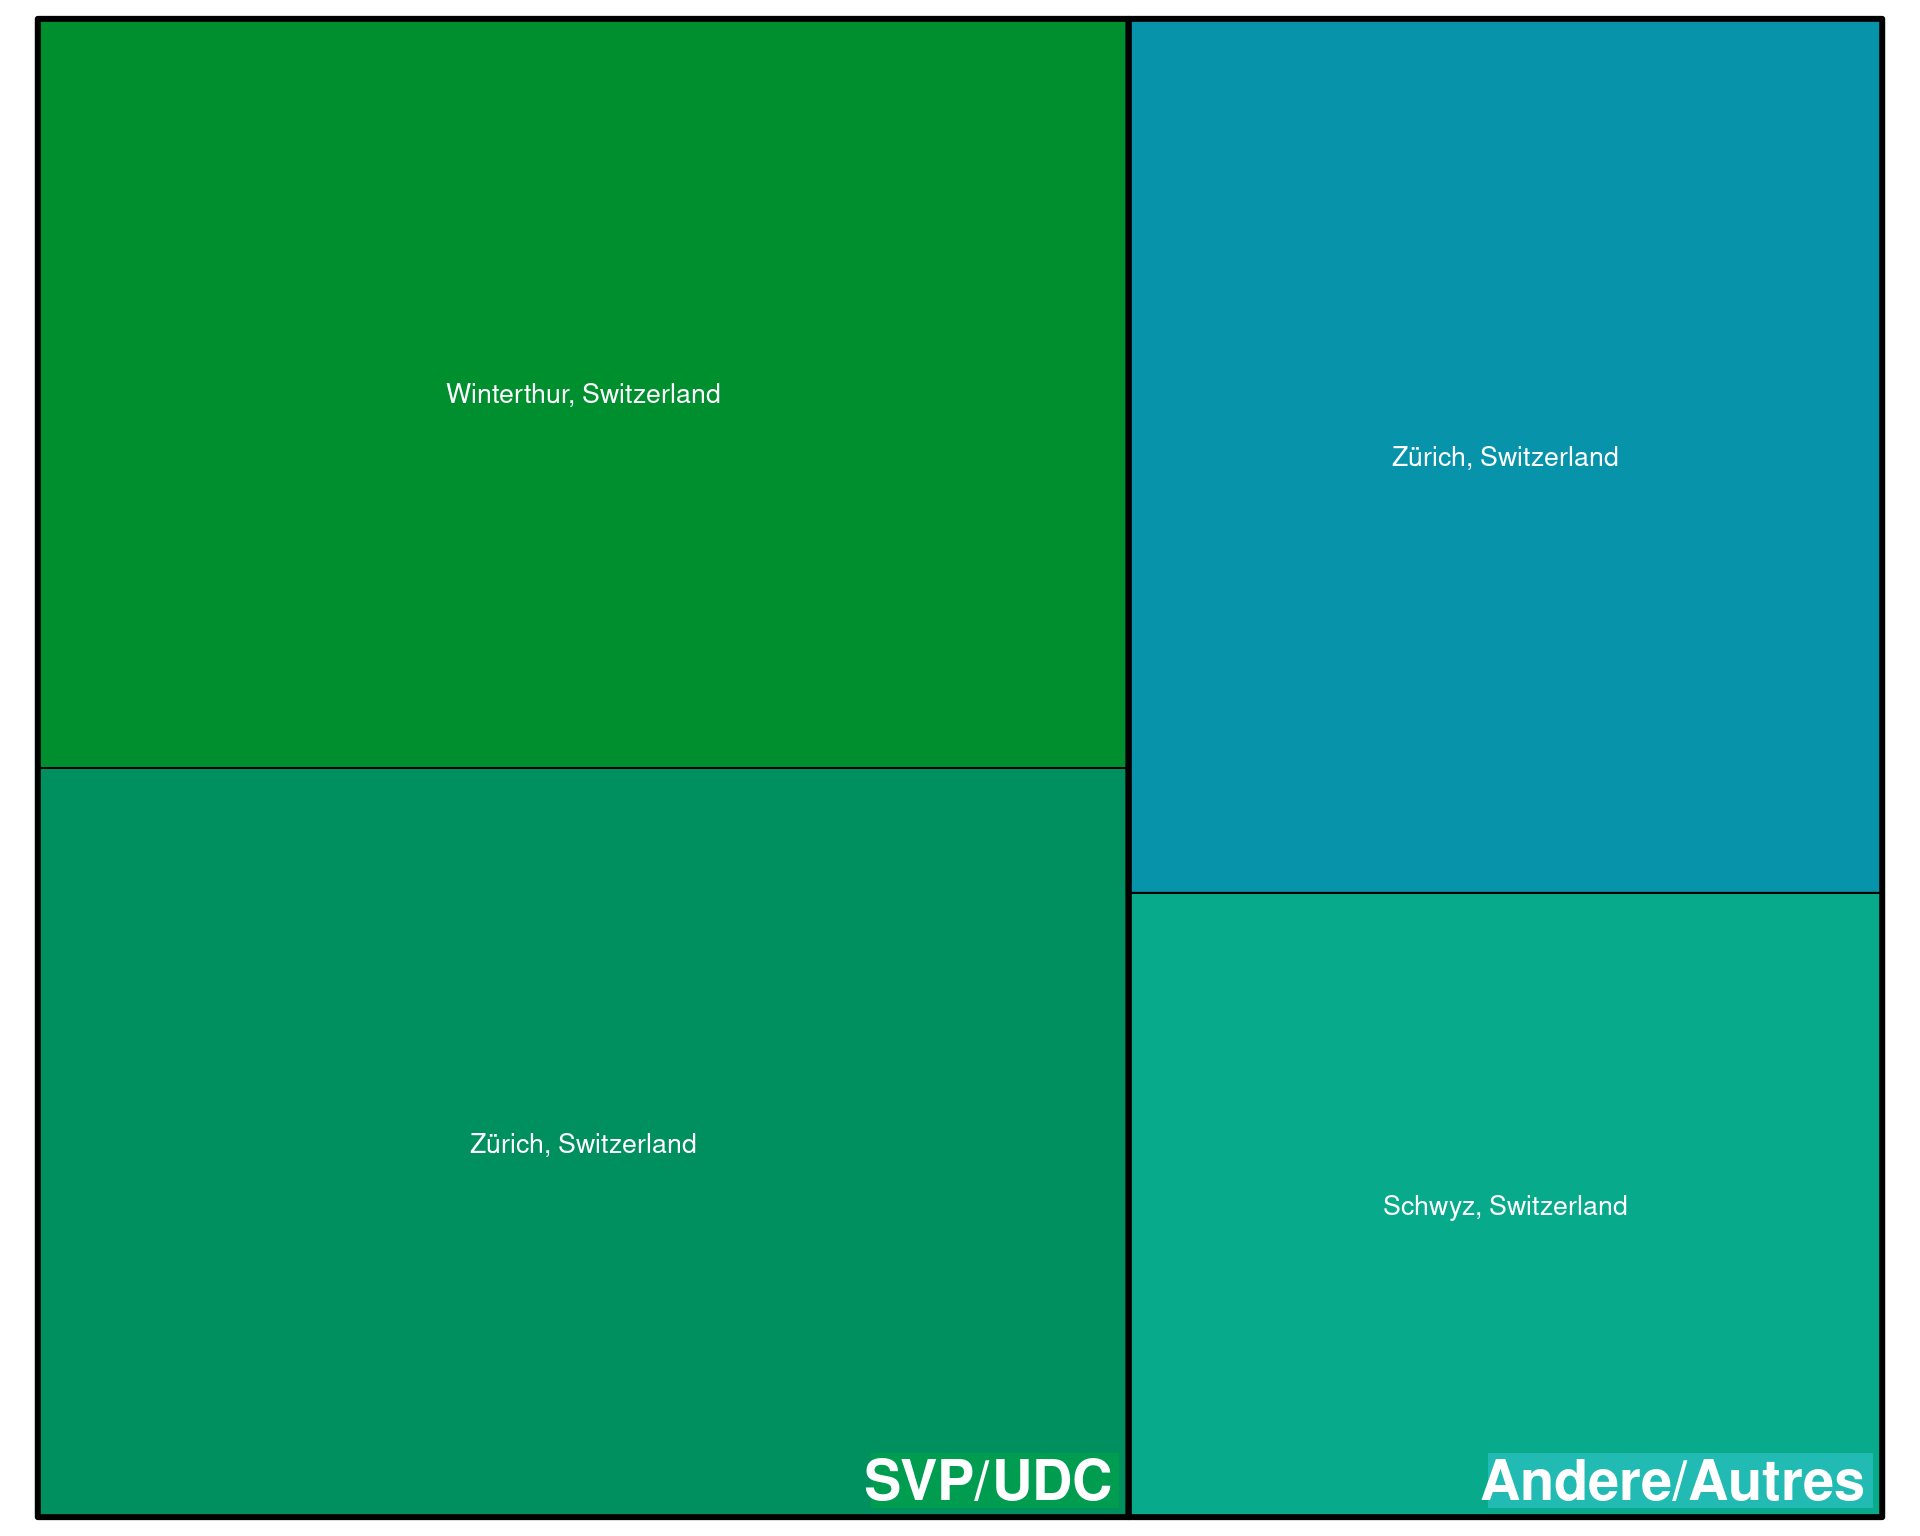 Winterthur, Switzerland
Zürich, Switzerland
Zürich, Switzerland
Schwyz, Switzerland
SVP/UDC
Andere/Autres